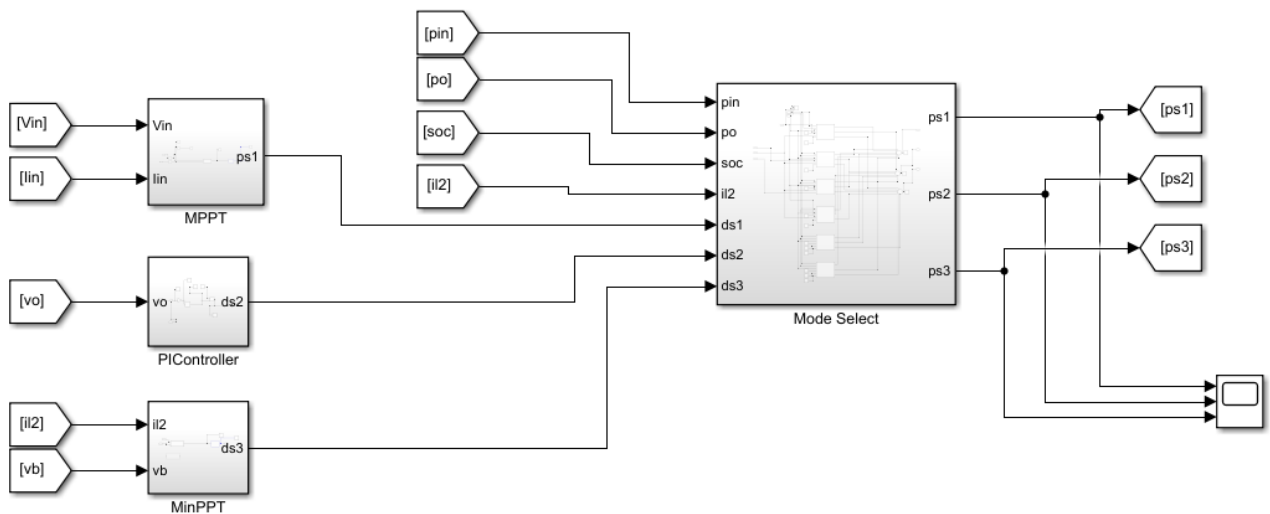 [Vin]
[Iin]
Vin
Iin
ps1
MPPT
[vo]
vo
ds2
PIController
[il2]
[vb]
il2
vb
ds3
MinPPT
[pin]
[po]
[soc]
[il2]
pin
po
soc
il2
ds1
ds2
ds3
ps1
ps2
ps3
Mode Select
[ps1]
[ps2]
[ps3]